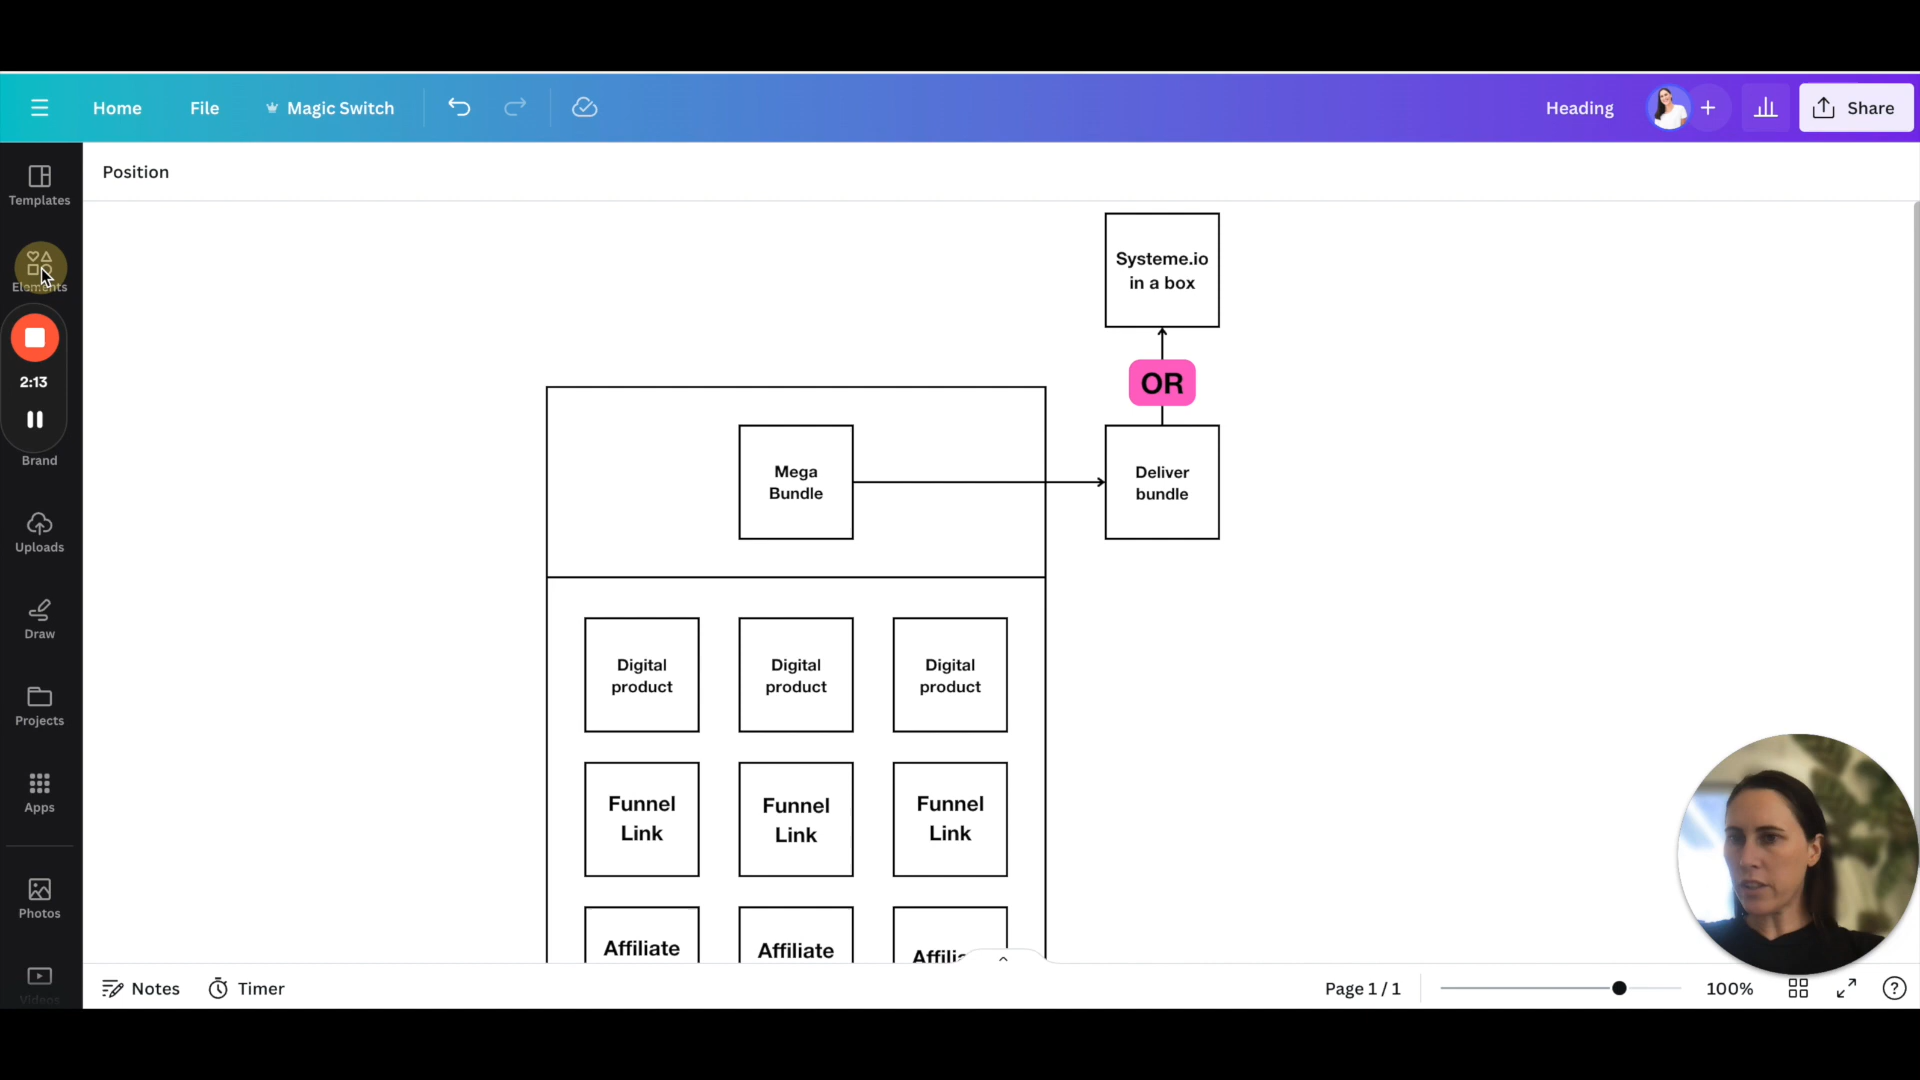 Home
File
Magic Switch
Heading
Share
Position
Templates
Elements
2:13
Brand
Uploads
Draw
Projects
Apps
Photos
Videos
Systeme.io
in a box
OR
Mega
Bundle
Deliver
bundle
Digital
product
Digital
product
Digital
product
Funnel
Link
Funnel
Link
Funnel
Link
Affiliate
Affiliate
Notes
Timer
Page 1 / 1
100%